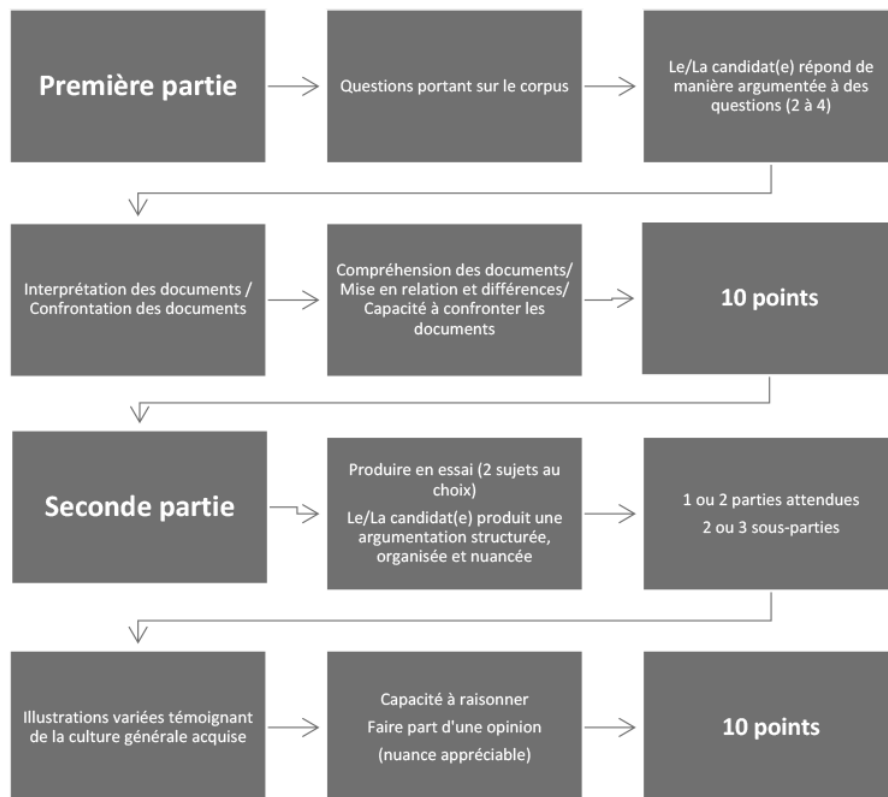 Première partie
Questions portant sur le corpus
Le/La candidat(e) répond de
manière argumentée à des
questions (2 à 4)
Interprétation des documents /
Confrontation des documents
Compréhension des documents/
Mise en relation et différences/
Capacité à confronter les
documents
10 points
Seconde partie
Produire en essai (2 sujets au
choix)
Le/La candidat(e) produit une
argumentation structurée,
organisée et nuancée
1 ou 2 parties attendues
2 ou 3 sous-parties
Illustrations variées témoignant
de la culture générale acquise
Capacité à raisonner
Faire part d'une opinion
(nuance appréciable)
10 points